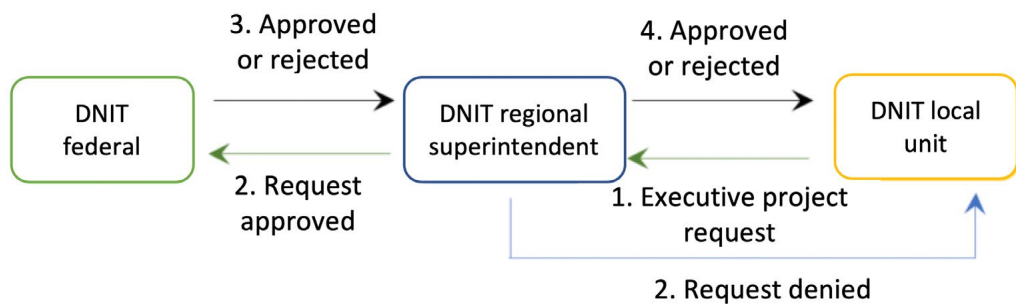 3. Approved
or rejected
4. Approved
or rejected
DNIT
federal
DNIT regional
superintendent
DNIT local
unit
2. Request
approved
1. Executive project
request
2. Request denied